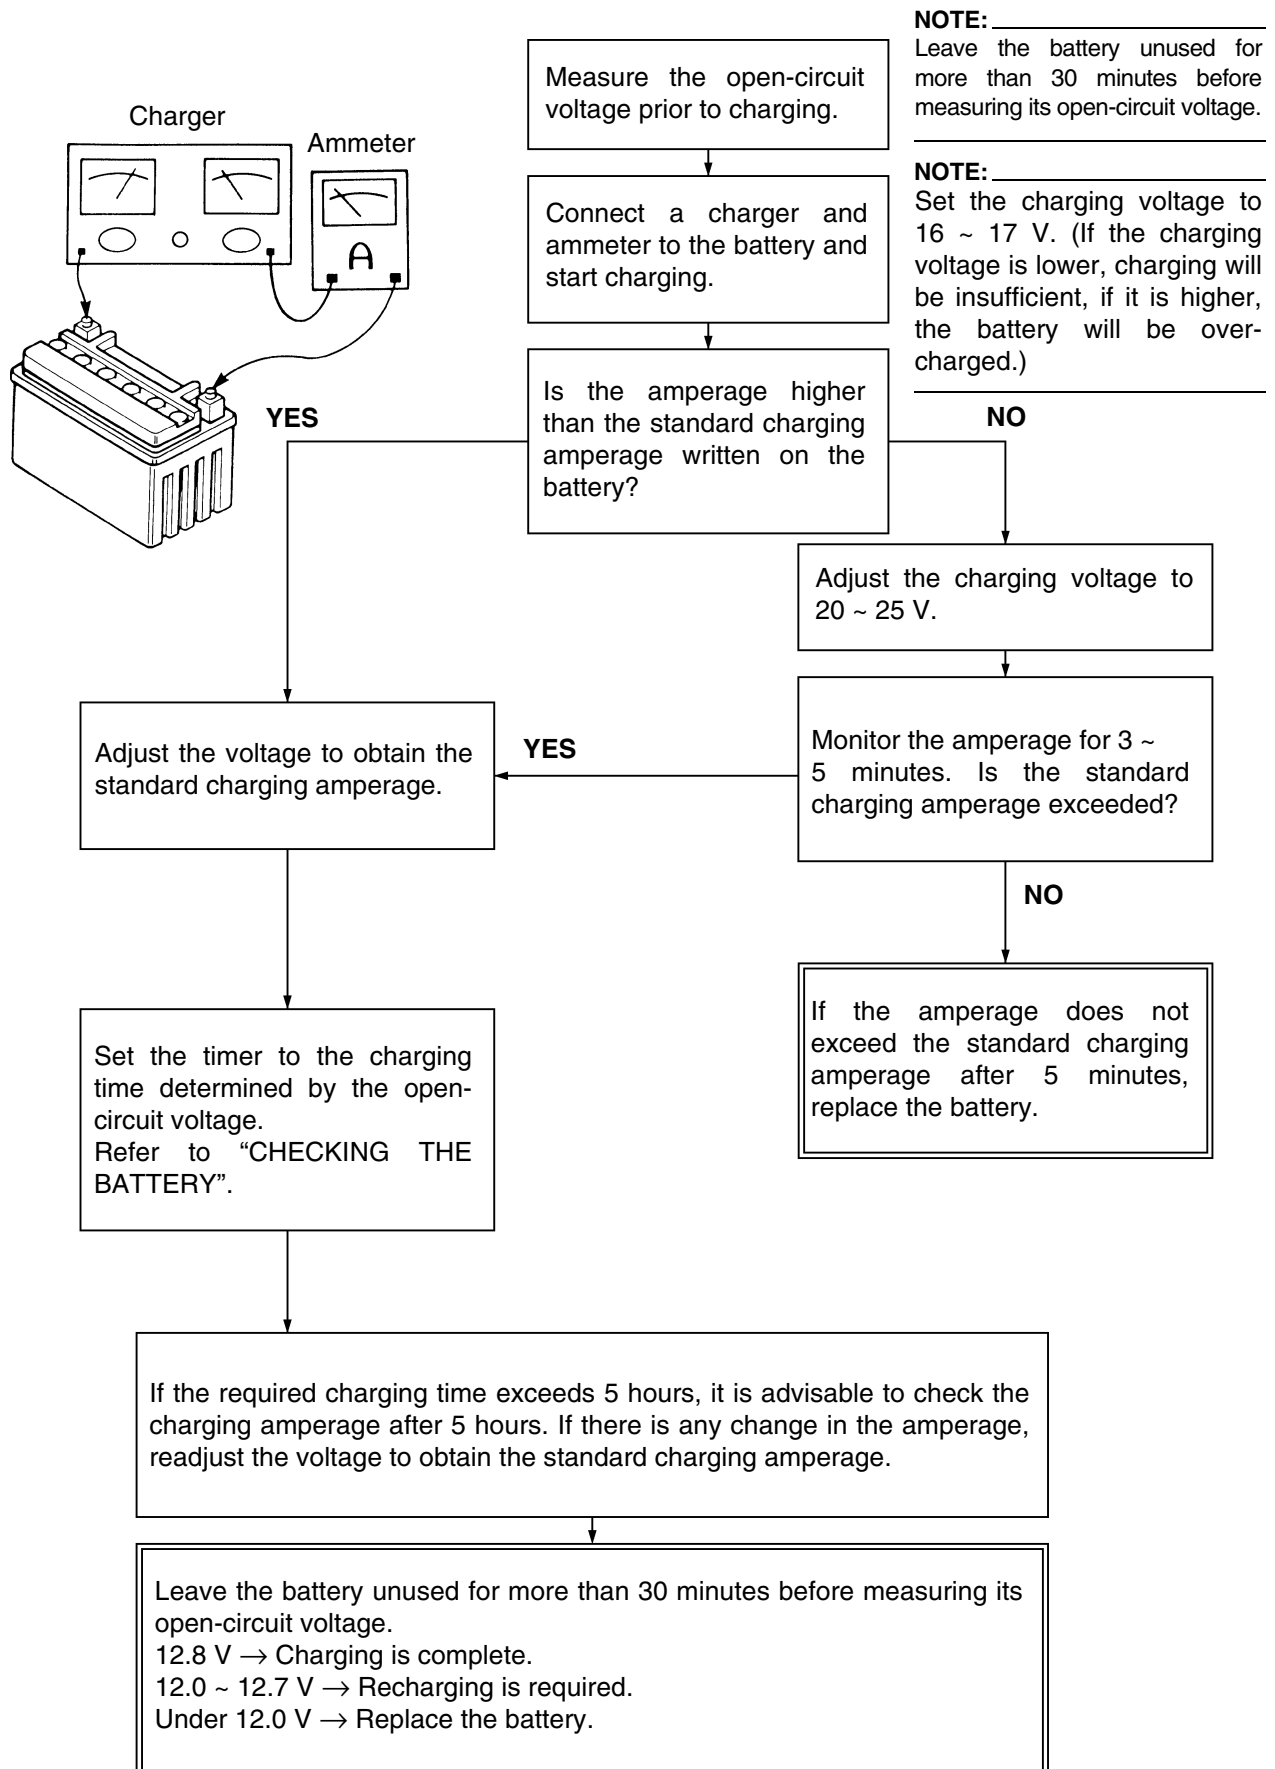 Charger
Ammeter
A
Measure the open-circuit
voltage prior to charging.
NOTE:
Leave the battery unused for
more than 30 minutes before
measuring its open-circuit voltage.
Connect a charger and
ammeter to the battery and
start charging.
NOTE:
Set the charging voltage to
16 ~ 17 V. (If the charging
voltage is lower, charging will
be insufficient, if it is higher,
the battery will be over-
charged.)
Is the amperage higher
than the standard charging
amperage written on the
battery?
YES
NO
Adjust the charging voltage to
20 ~ 25 V.
Monitor the amperage for 3 ~
5 minutes. Is the standard
charging amperage exceeded?
YES
Adjust the voltage to obtain the
standard charging amperage.
NO
If the amperage does not
exceed the standard charging
amperage after 5 minutes,
replace the battery.
Set the timer to the charging
time determined by the open-
circuit voltage.
Refer to “CHECKING THE
BATTERY”.
If the required charging time exceeds 5 hours, it is advisable to check the
charging amperage after 5 hours. If there is any change in the amperage,
readjust the voltage to obtain the standard charging amperage.
Leave the battery unused for more than 30 minutes before measuring its
open-circuit voltage.
12.8 V → Charging is complete.
12.0 ~ 12.7 V → Recharging is required.
Under 12.0 V → Replace the battery.